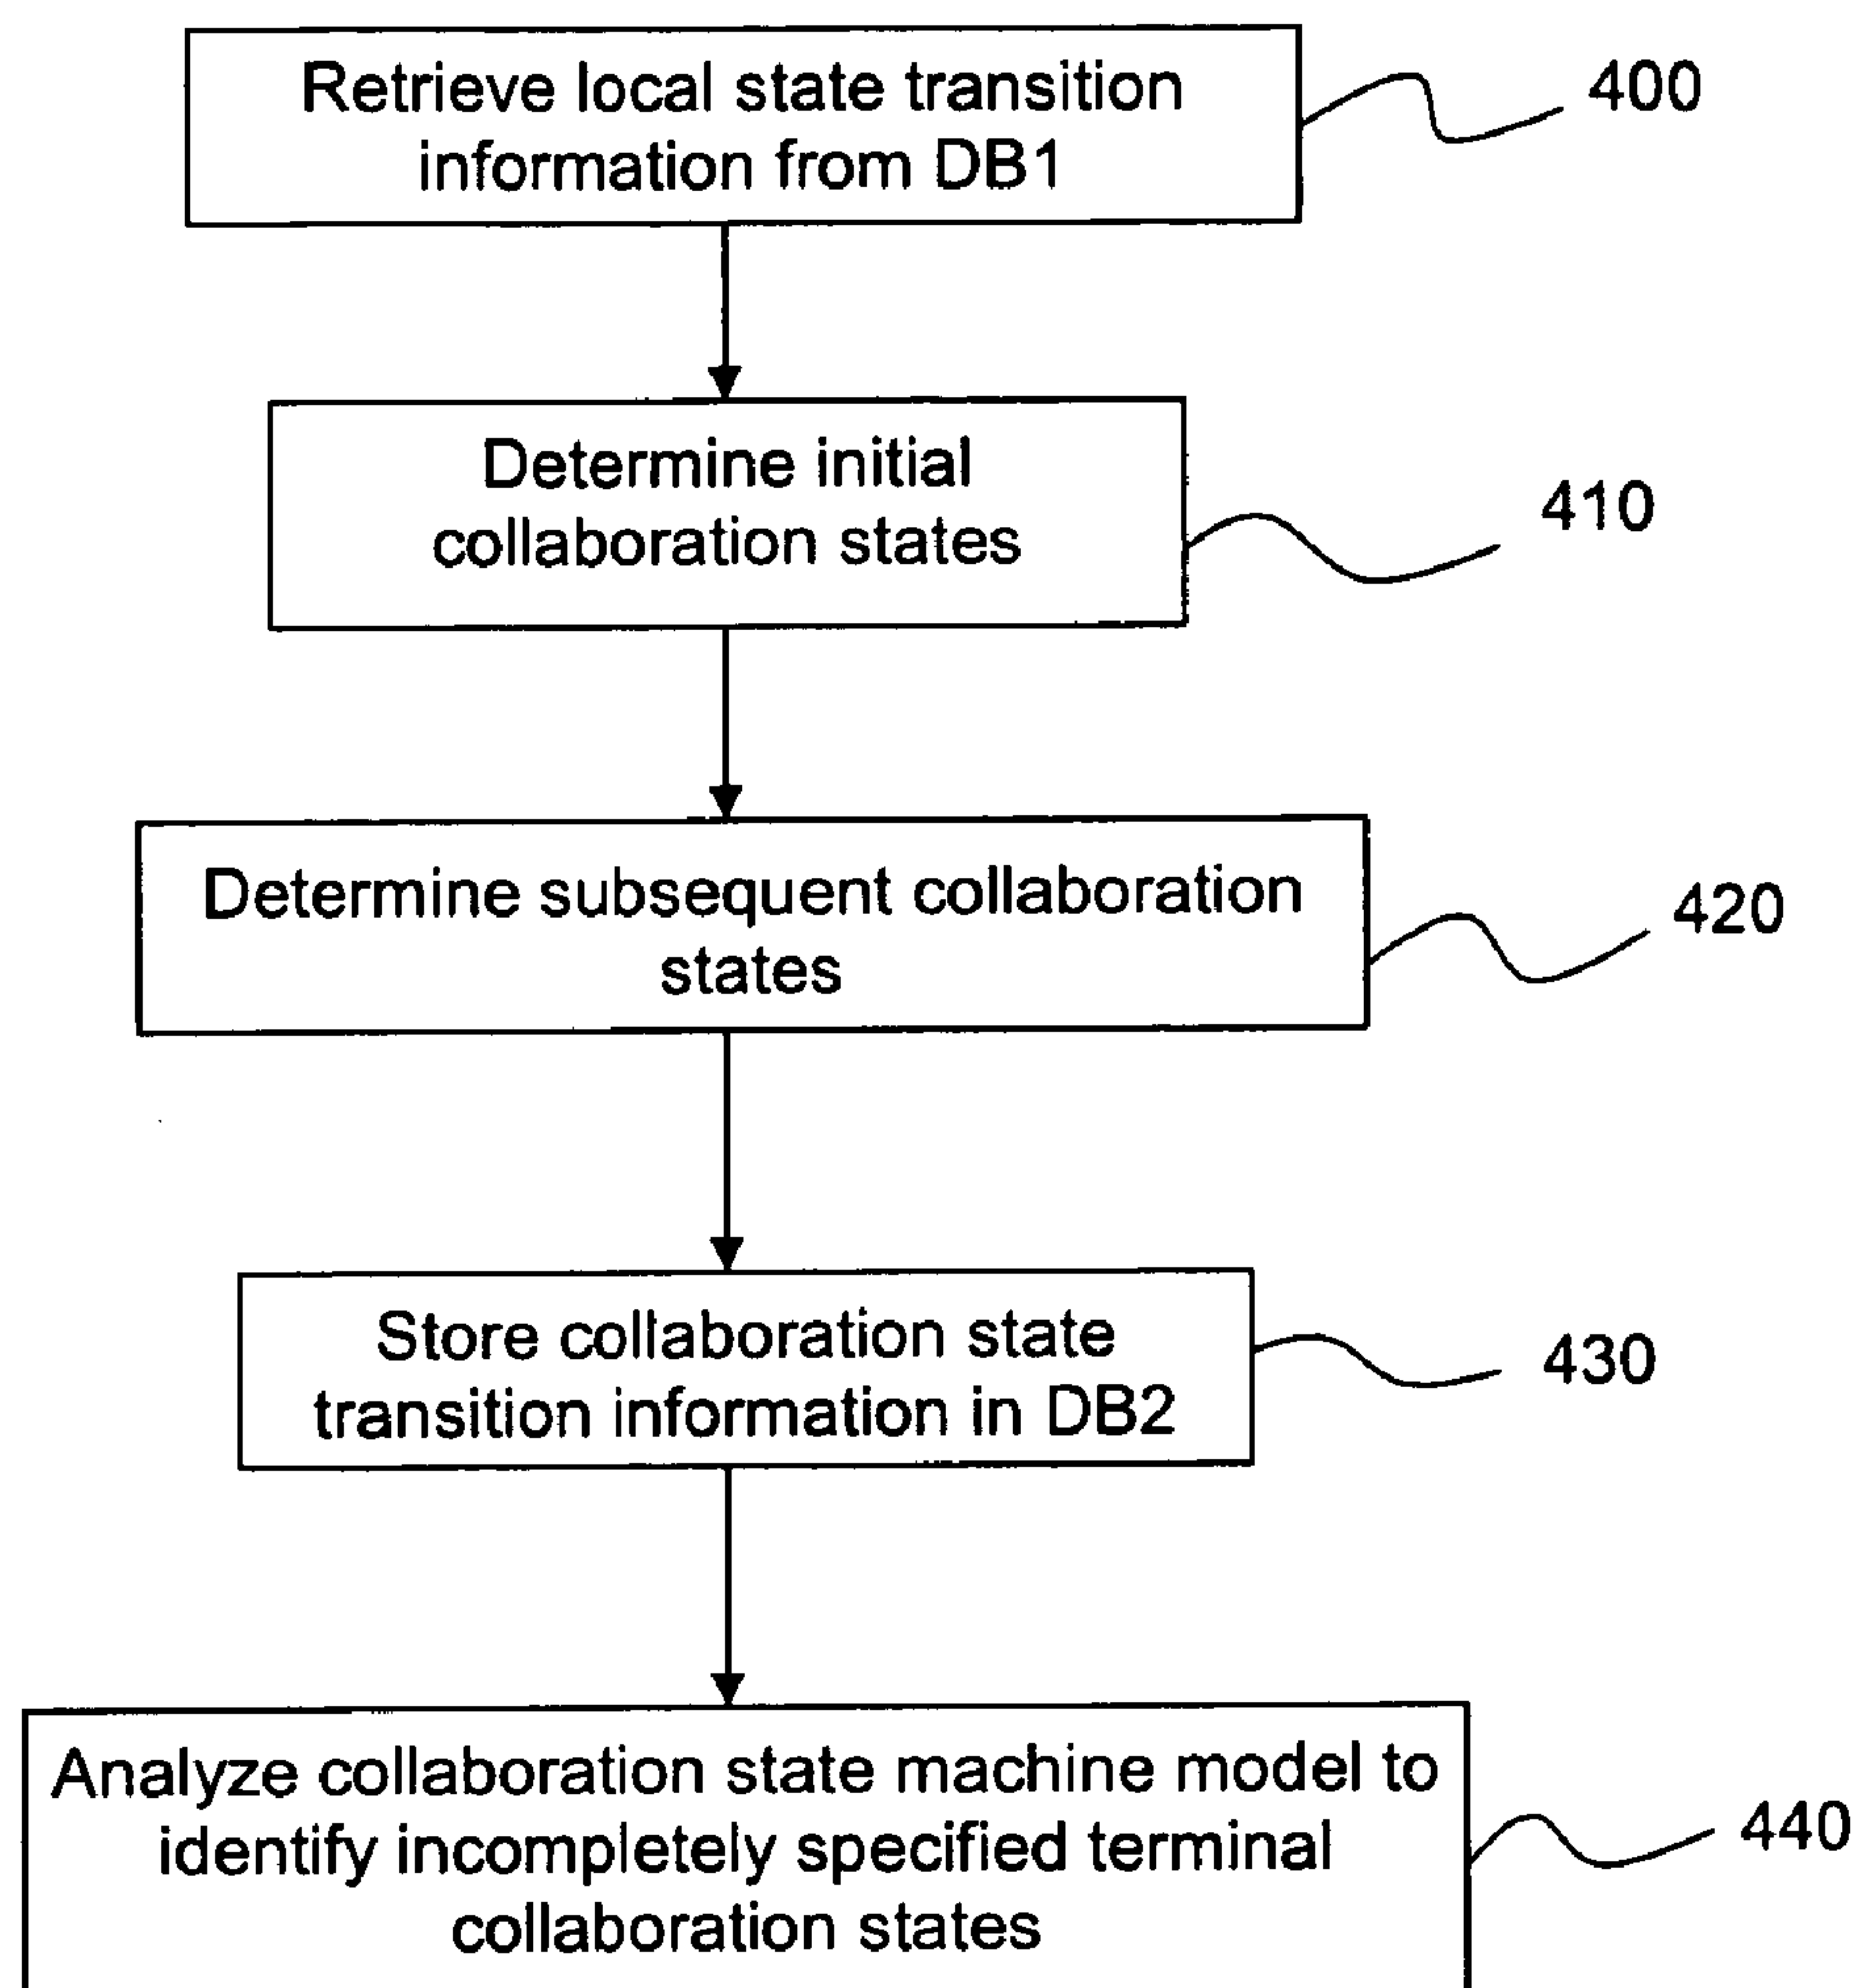 Retrieve local state transition
information from DB1
400
Determine initial
collaboration states
410
Determine subsequent collaboration
states
420
Store collaboration state
transition information in DB2
430
Analyze collaboration state machine model to
identify incompletely specified terminal
collaboration states
440